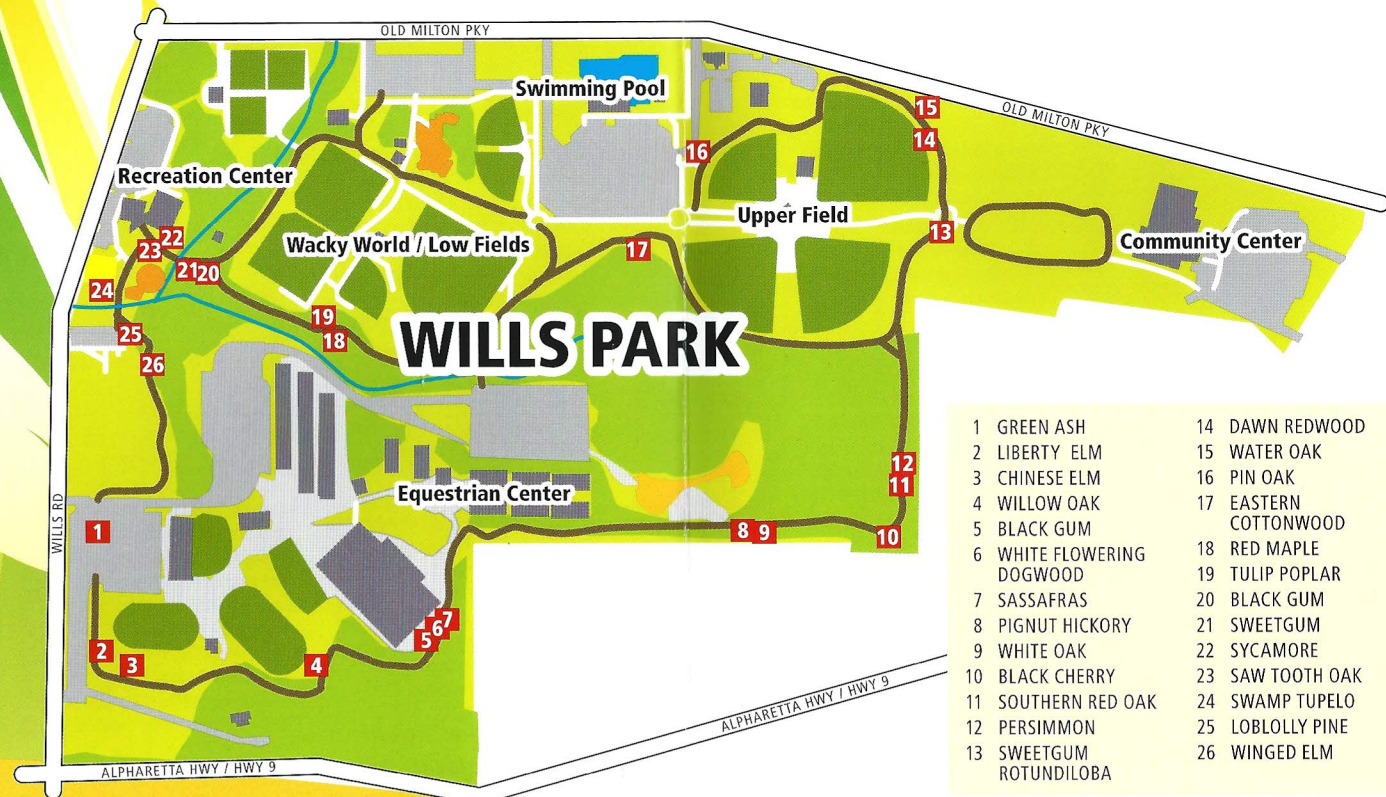 OLD MILTON PKY
Swimming Pool
15
OLD MILTON PKY
14
16
Recreation Center
Upper Field
13
22
23
Wacky World / Low Fields
17
Community Center
21
20
24
19
18
25
WILLS PARK
26
12
11
Equestrian Center
WILLS RD
1
8
9
10
7
6
5
2
3
4
ALPHARETTA HWY / HWY 9
ALPHARETTA HWY / HWY 9
1 GREEN ASH
2 LIBERTY ELM
3 CHINESE ELM
4 WILLOW OAK
5 BLACK GUM
6 WHITE FLOWERING
DOGWOOD
7 SASSAFRAS
8 PIGNUT HICKORY
9 WHITE OAK
10 BLACK CHERRY
11 SOUTHERN RED OAK
12 PERSIMMON
13 SWEETGUM
ROTUNDILOBA
14 DAWN REDWOOD
15 WATER OAK
16 PIN OAK
17 EASTERN
COTTONWOOD
18 RED MAPLE
19 TULIP POPLAR
20 BLACK GUM
21 SWEETGUM
22 SYCAMORE
23 SAW TOOTH OAK
24 SWAMP TUPELO
25 LOBLOLLY PINE
26 WINGED ELM